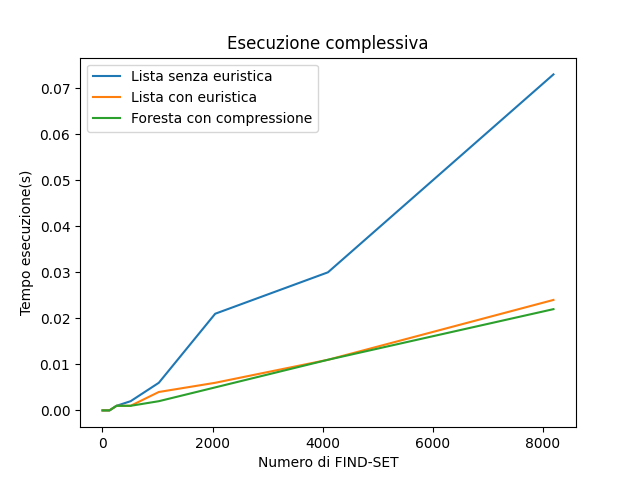 Esecuzione complessiva
Lista senza euristica
Lista con euristica
Foresta con compressione
Tempo esecuzione(s)
0.07
0.06
0.05
0.04
0.03
0.02
0.01
0.00
0 2000 4000 6000 8000
Numero di FIND-SET